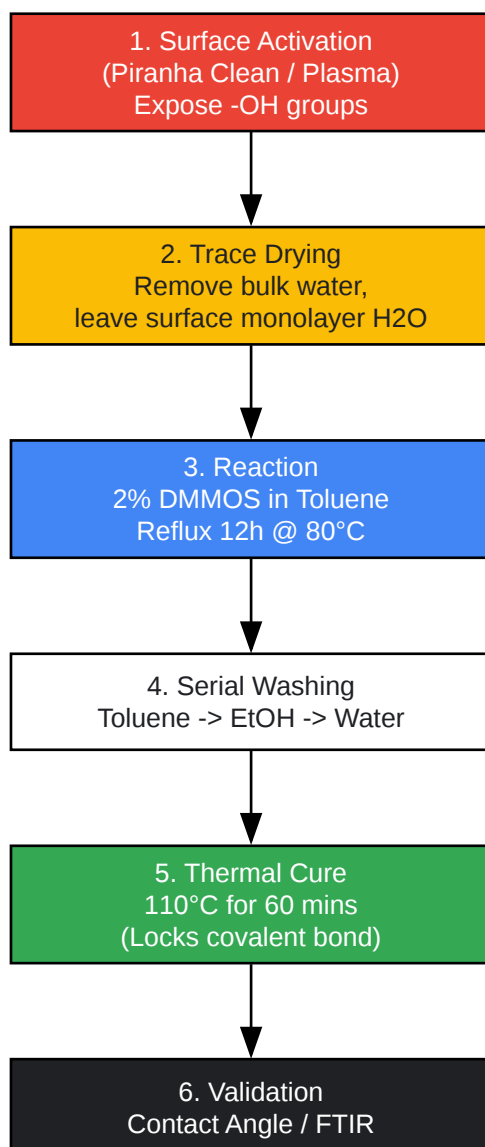 1. Surface Activation
(Piranha Clean / Plasma)
Expose -OH groups
2. Trace Drying
Remove bulk water,
leave surface monolayer H2O
3. Reaction
2% DMMOS in Toluene
Reflux 12h @ 80°C
4. Serial Washing
Toluene -> EtOH -> Water
5. Thermal Cure
110°C for 60 mins
(Locks covalent bond)
6. Validation
Contact Angle / FTIR